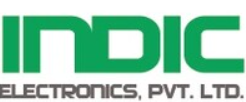 INDIC
ELECTRONICS, PVT. LTD.